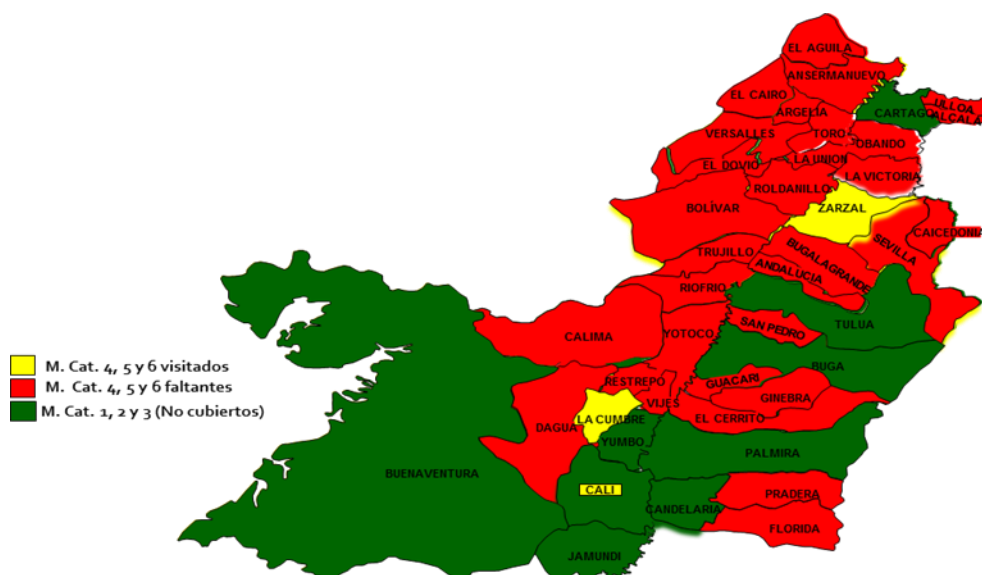 EL AGUILA
ANSERMANUEVO
EL CAIRO
ULLOA
ARGELIA
CARTAGO
ALCALA
VERSALLES
TORO
OBANDO
EL DOVIO
LA UNION
LA VICTORIA
ROLDANILLO
BOLÍVAR
ZARZAL
CAICEDONIA
SEVILLA
TRUJILLO
BUGALAGRANDE
ANDALUCIA
RIOFRIO
SAN PEDRO
TULUA
CALIMA
YOTOCO
M. Cat. 4, 5 y 6 visitados
BUGA
M. Cat. 4, 5 y 6 faltantes
RESTREPO
GUACARI
GINEBRA
M. Cat. 1, 2 y 3 (No cubiertos)
VIJES
LA CUMBRE
EL CERRITO
DAGUA
YUMBO
PALMIRA
BUENAVENTURA
CALI
PRADERA
CANDELARIA
FLORIDA
JAMUNDI